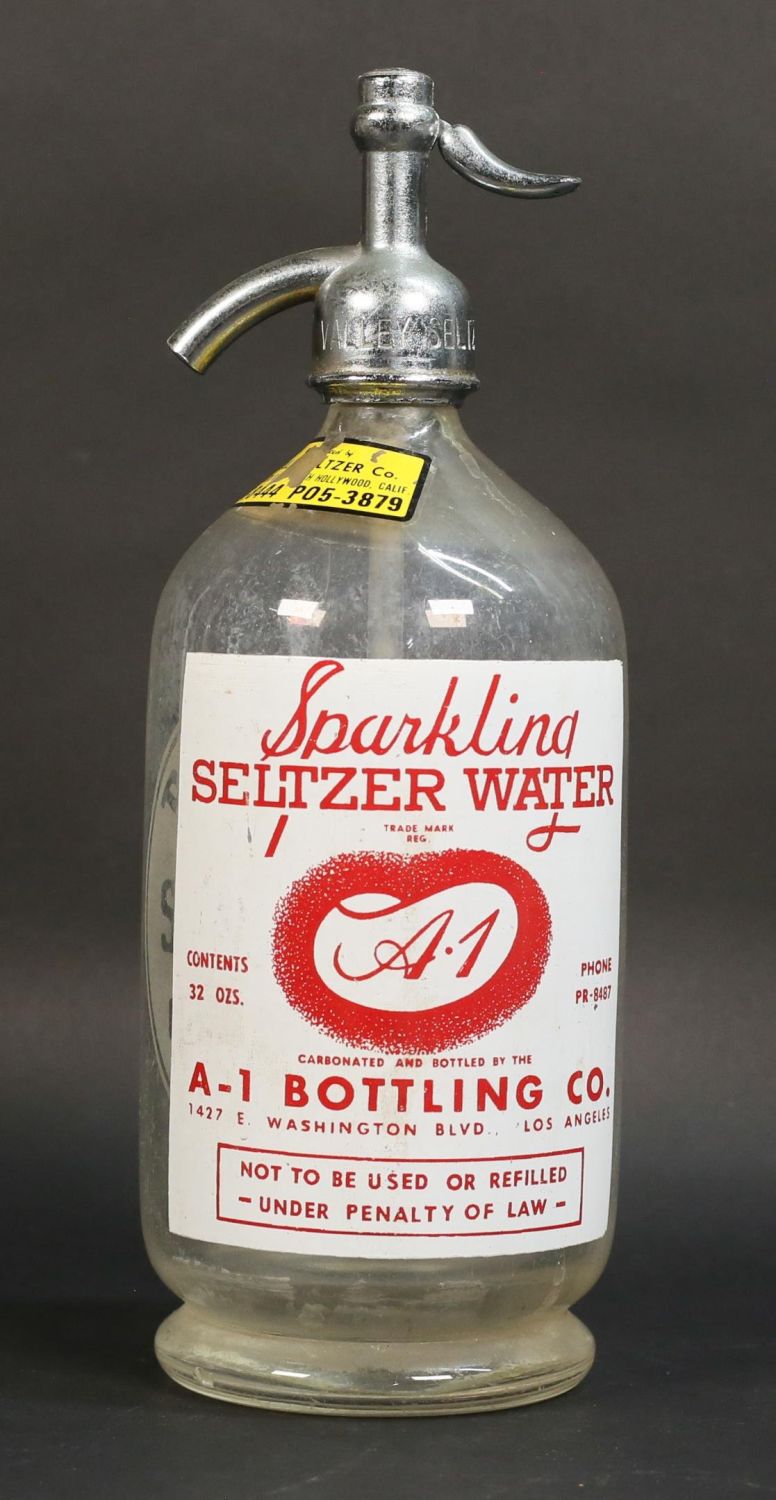 VALLEY SELTZ
LTZER Co.
H HOLLYWOOD, CALIF.
444 PO5-3879
Sparkling
SELTZER WATER
TRADE MARK
REG.
A·1
CONTENTS
32 OZS.
PHONE
PR-8487
CARBONATED AND BOTTLED BY THE
A-1 BOTTLING CO.
1427 E. WASHINGTON BLVD., LOS ANGELES
NOT TO BE USED OR REFILLED
- UNDER PENALTY OF LAW -